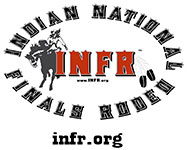 INDIAN NATIONAL
INFR
www.INFR.org
FINALS RODEO
infr.org